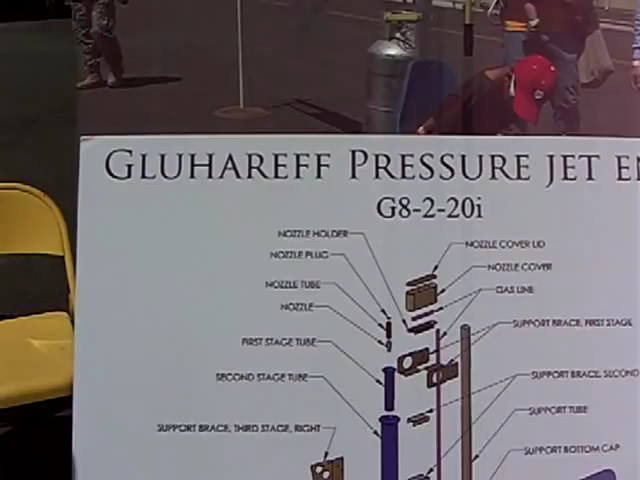 GLUHAREFF PRESSURE JET
G8-2-20i
NOZZLE HOLDER
NOZZLE COVER LID
NOZZLE PLUG
NOZZLE COVER
NOZZLE TUBE
GAS LINE
NOZZLE
SUPPORT BRACE, FIRST STAGE
FIRST STAGE TUBE
SECOND STAGE TUBE
SUPPORT BRACE, SECOND
SUPPORT TUBE
SUPPORT BRACE, THIRD STAGE, RIGHT
SUPPORT BOTTOM CAP